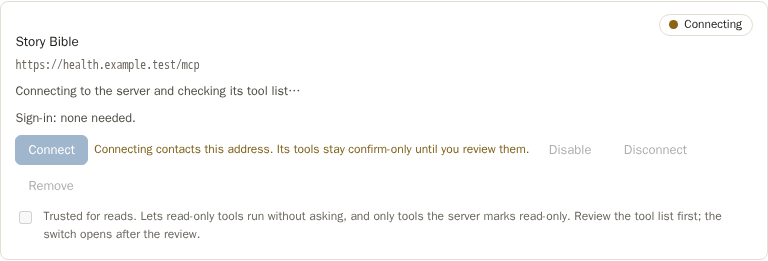 Connecting
Story Bible
https://health.example.test/mcp
Connecting to the server and checking its tool list⋯
Sign-in: none needed.
Connect Connecting contacts this address. Its tools stay confirm-only until you review them. Disable Disconnect
Remove
Trusted for reads. Lets read-only tools run without asking, and only tools the server marks read-only. Review the tool list first; the
switch opens after the review.